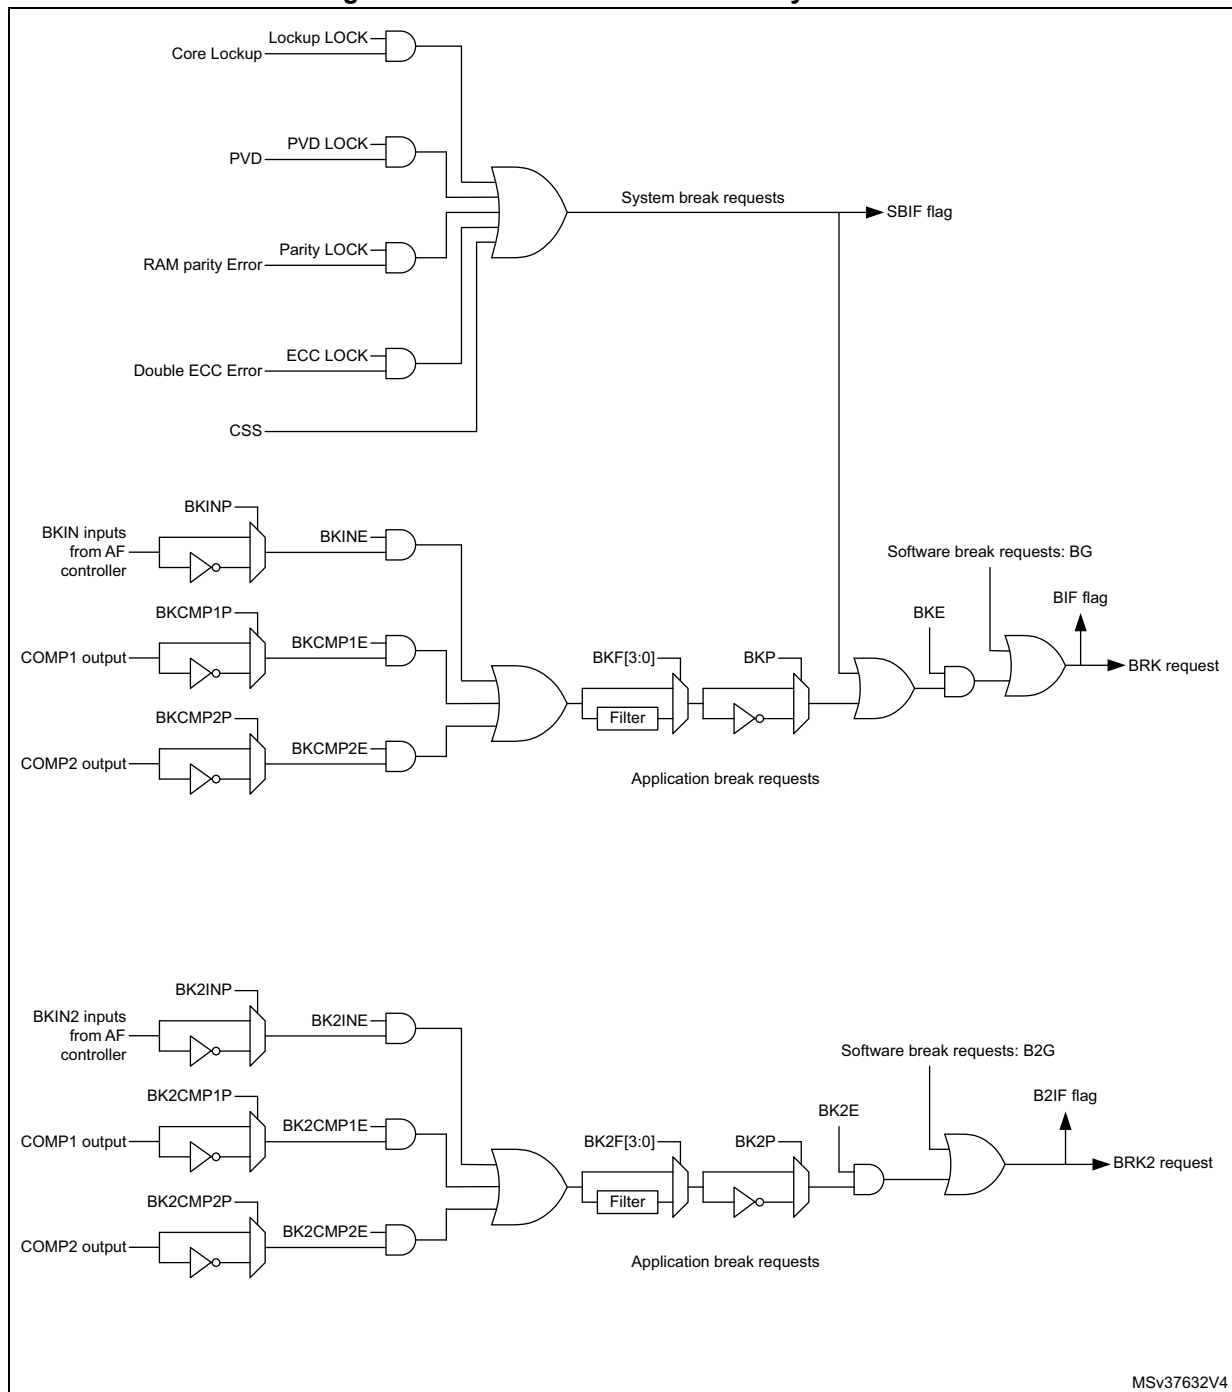 Lockup LOCK
Core Lockup
PVD LOCK
PVD
System break requests
SBIF flag
Parity LOCK
RAM parity Error
ECC LOCK
Double ECC Error
CSS
BKINP
BKIN inputs
from AF
controller
BKINE
Software break requests: BG
BIF flag
BKCMP1P
BKE
COMP1 output
BKCMP1E
BKF[3:0]
BKP
BRK request
BKCMP2P
Filter
COMP2 output
BKCMP2E
Application break requests
BK2INP
BKIN2 inputs
from AF
controller
BK2INE
Software break requests: B2G
BK2CMP1P
B2IF flag
BK2E
COMP1 output
BK2CMP1E
BK2F[3:0]
BK2P
BRK2 request
BK2CMP2P
Filter
COMP2 output
BK2CMP2E
Application break requests
MSv37632V4